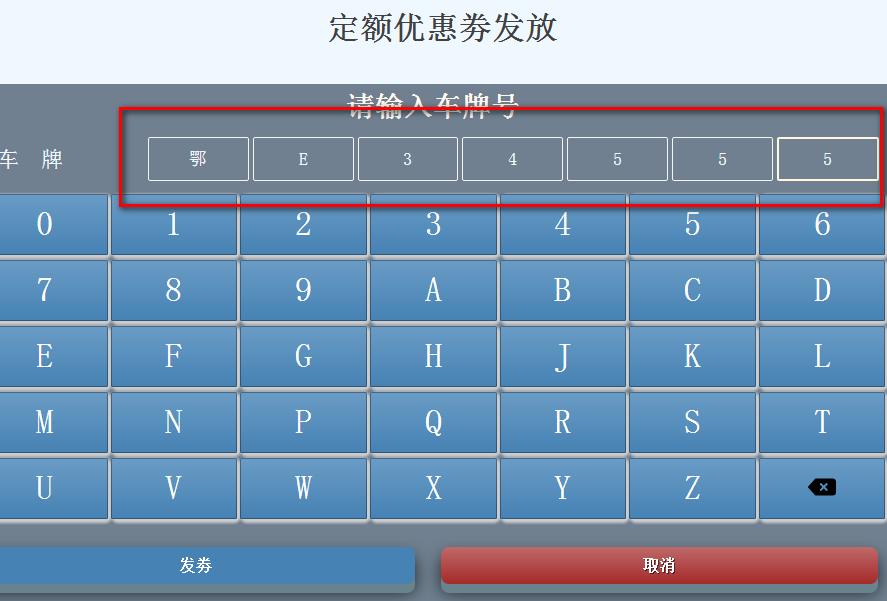 定额优惠券发放
请输入车牌号
车 牌 鄂 E 3 4 5 5 5
0 1 2 3 4 5 6
7 8 9 A B C D
E F G H J K L
M N P Q R S T
U V W X Y Z
发券 取消